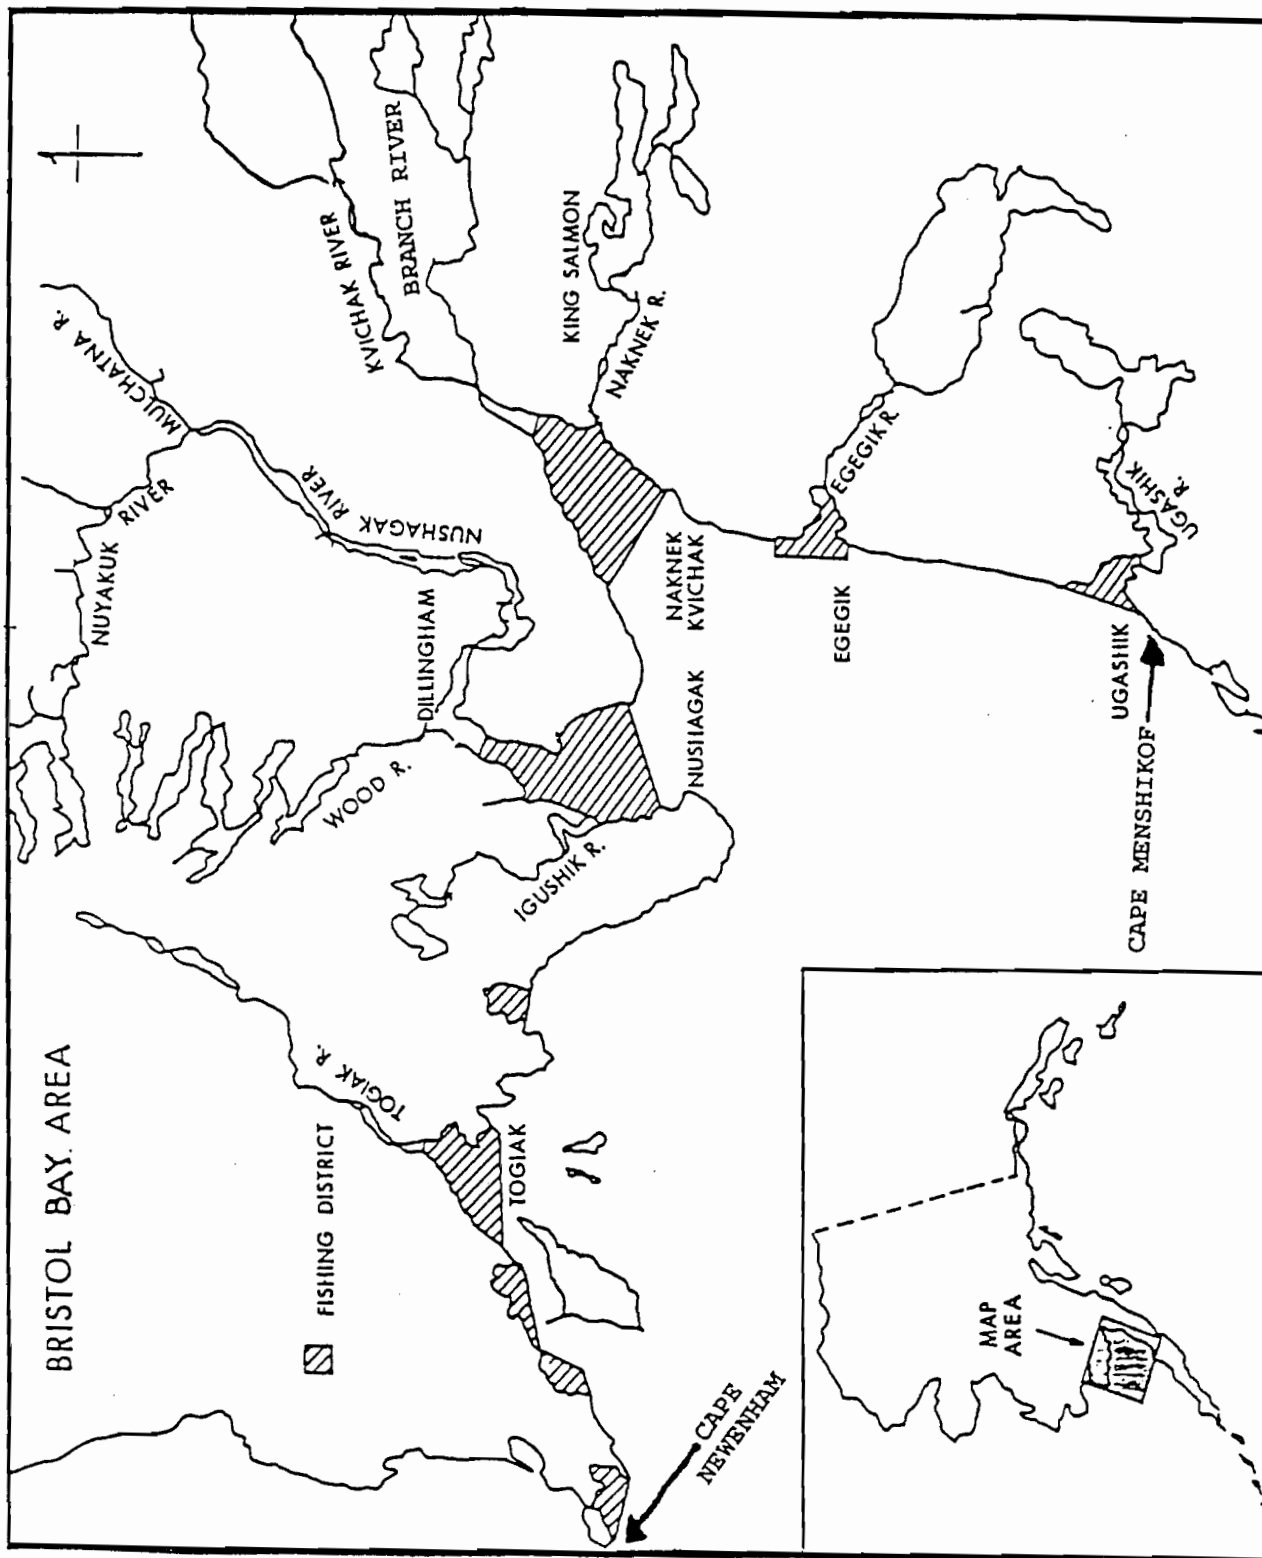 BRISTOL BAY. AREA
FISHING DISTRICT
TOGIAK R.
TOGIAK
CAPE
NEWENHAM
NUYAKUK
RIVER
MULCHATNA R.
NUSHAGAK
RIVER
WOOD R.
DILLINGHAM
IGUSHIK R.
NUSHAGAK
KVICHAK RIVER
BRANCH RIVER
KING SALMON
NAKNEK R.
NAKNEK
KVICHAK
EGEGIK R.
EGEGIK
UGASHIK
R.
UGASHIK
CAPE MENSHIKOF
MAP
AREA